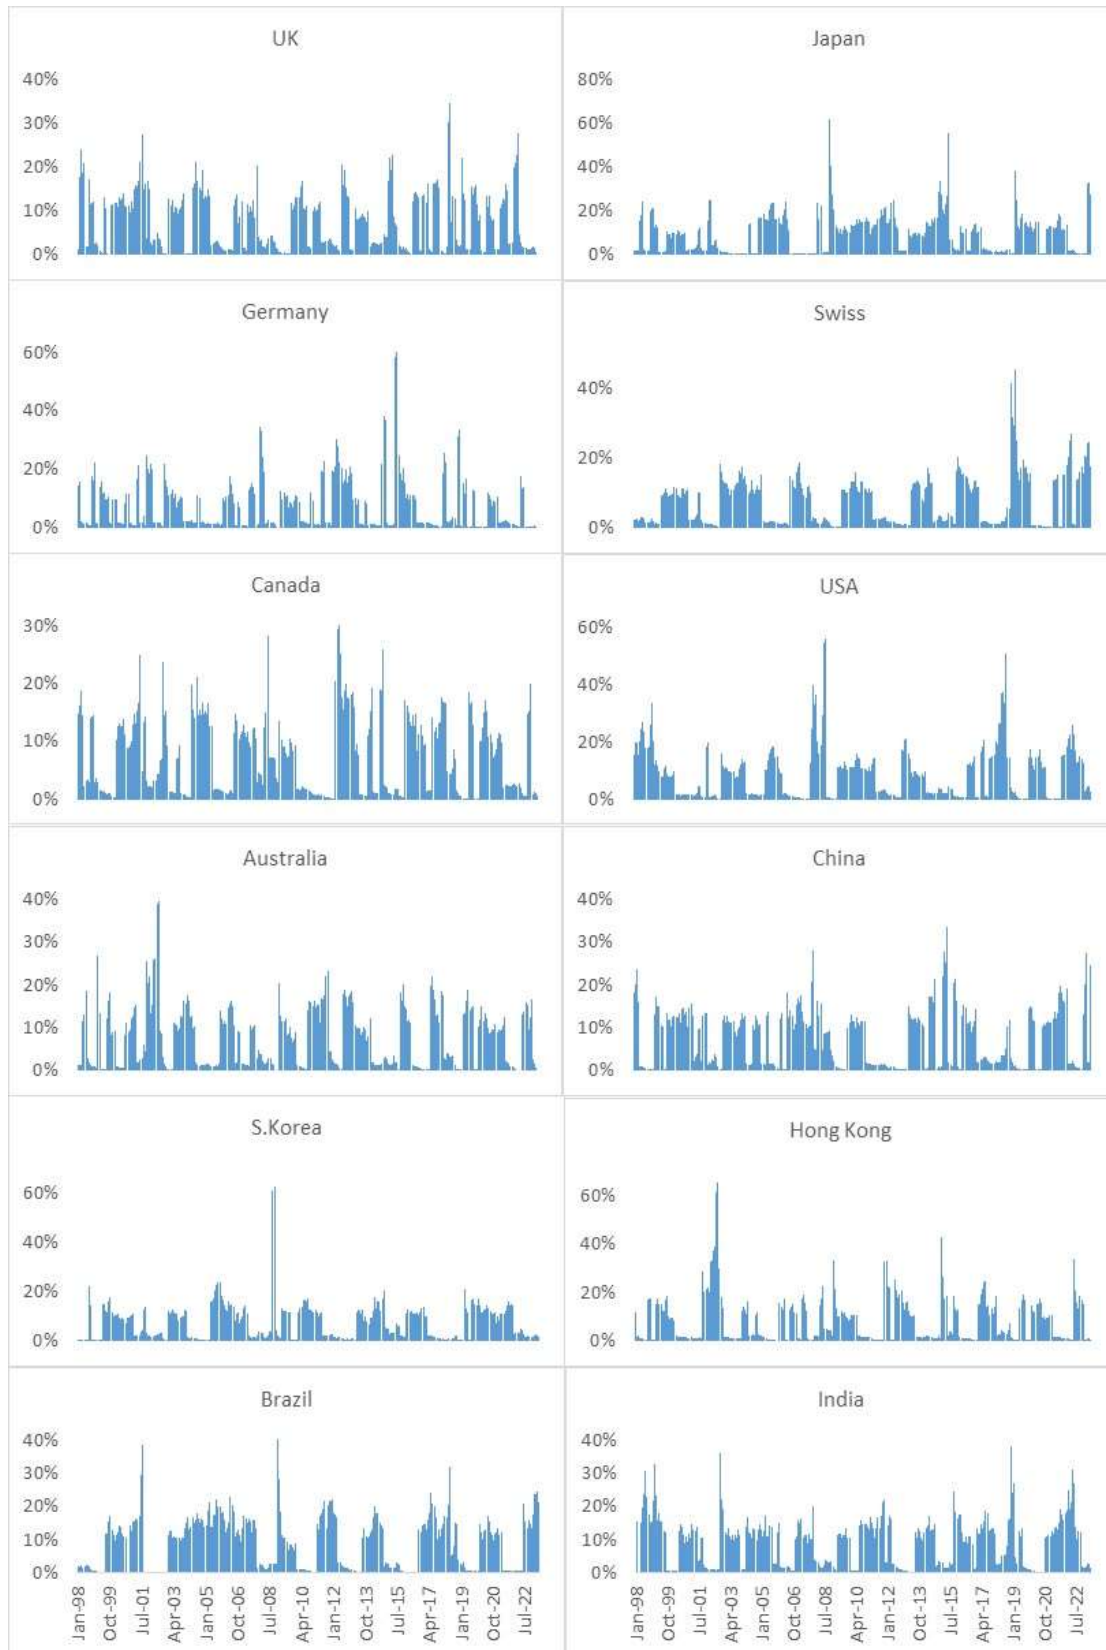 UK
40%
30%
20%
10%
0%
Japan
80%
60%
40%
20%
0%
Germany
60%
40%
20%
0%
Swiss
40%
20%
0%
Canada
30%
20%
10%
0%
USA
60%
40%
20%
0%
Australia
40%
30%
20%
10%
0%
China
40%
30%
20%
10%
0%
S.Korea
60%
40%
20%
0%
Hong Kong
60%
40%
20%
0%
Brazil
40%
30%
20%
10%
0%
Jan-98
Oct-99
Jul-01
Apr-03
Jan-05
Oct-06
Jul-08
Apr-10
Jan-12
Oct-13
Jul-15
Apr-17
Jan-19
Oct-20
Jul-22
India
40%
30%
20%
10%
0%
Jan-98
Oct-99
Jul-01
Apr-03
Jan-05
Oct-06
Jul-08
Apr-10
Jan-12
Oct-13
Jul-15
Apr-17
Jan-19
Oct-20
Jul-22